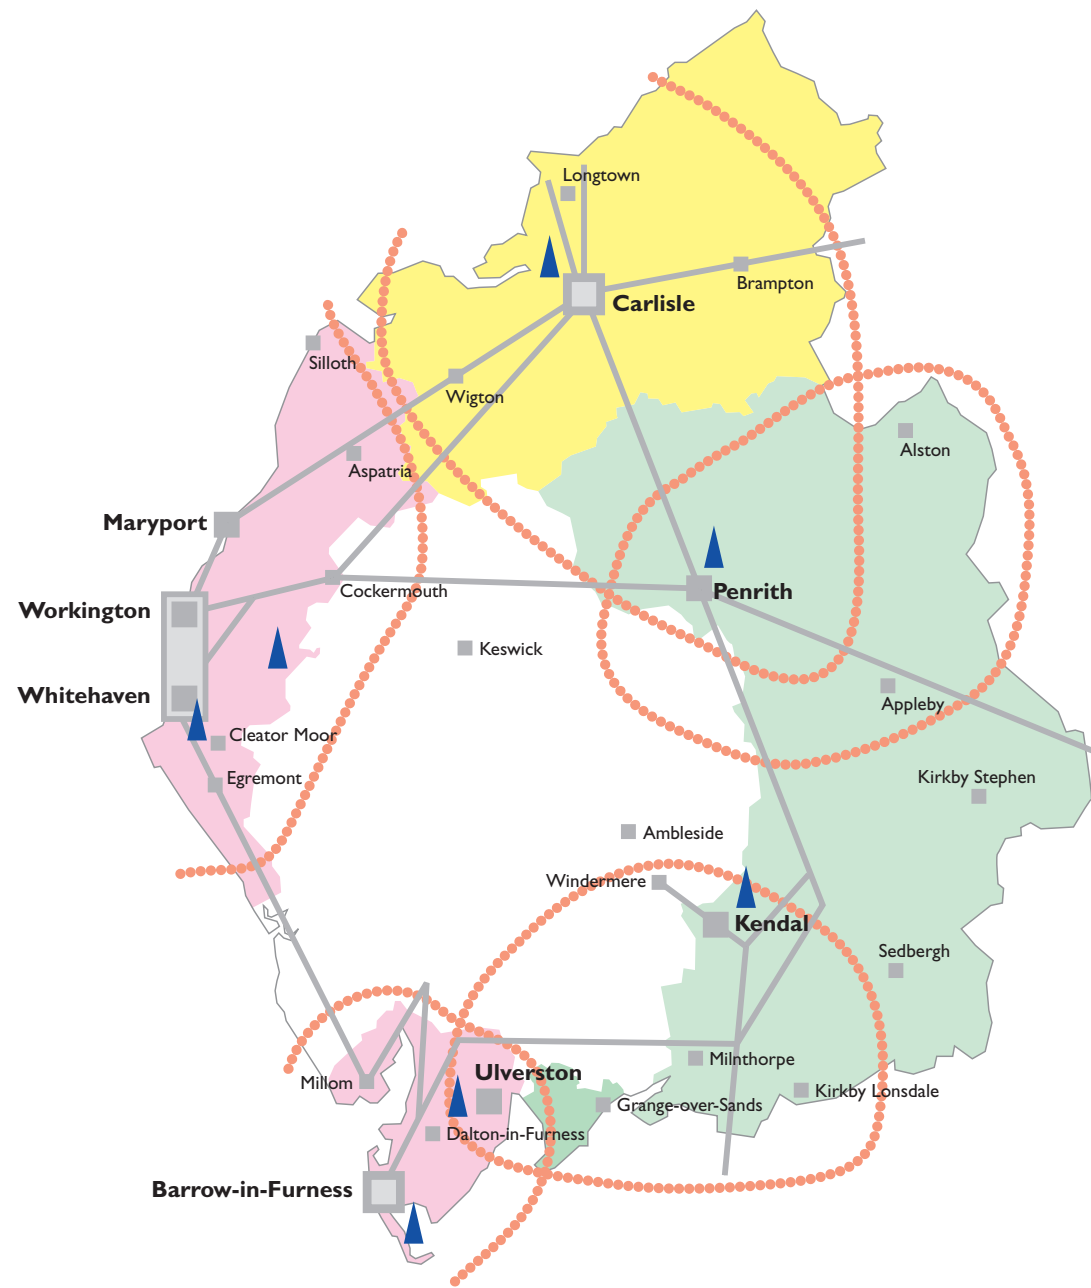 Longtown
Brampton
Carlisle
Silloth
Wigton
Alston
Aspatria
Maryport
Cockermouth
Penrith
Workington
Keswick
Whitehaven
Appleby
Cleator Moor
Egremont
Kirkby Stephen
Ambleside
Windermere
Kendal
Sedbergh
Milnthorpe
Ulverston
Millom
Kirkby Lonsdale
Grange-over-Sands
Dalton-in-Furness
Barrow-in-Furness